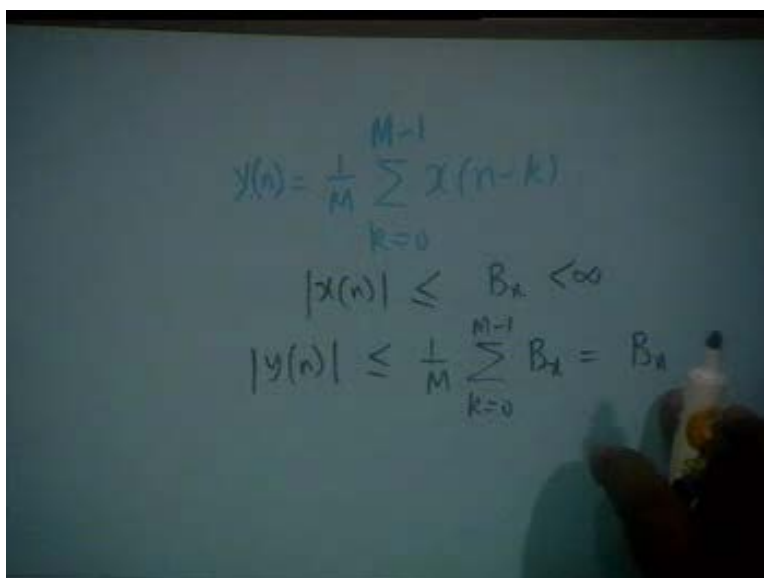 M-1
y(n) = 1/M ∑ x(n-k)
k=0
|x(n)| ≤ Bx < ∞
M-1
|y(n)| ≤ 1/M ∑ Bx = Bx
k=0